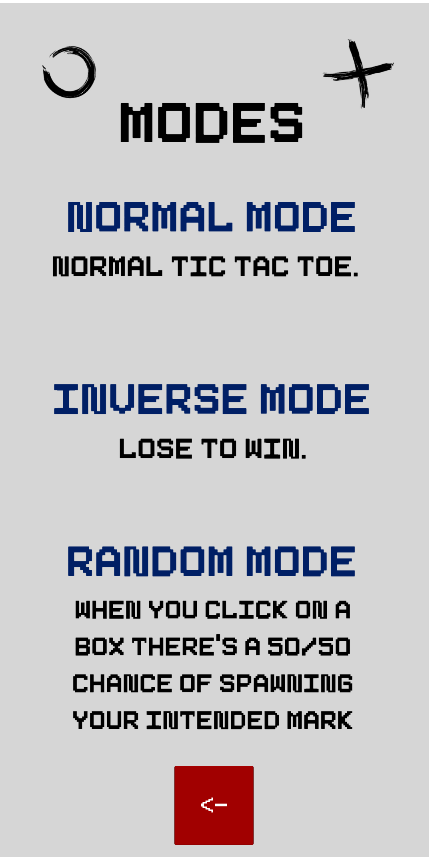 MODES
NORMAL MODE
NORMAL TIC TAC TOE.
INVERSE MODE
LOSE TO WIN.
RANDOM MODE
WHEN YOU CLICK ON A
BOX THERE'S A 50/50
CHANCE OF SPAWNING
YOUR INTENDED MARK
<-